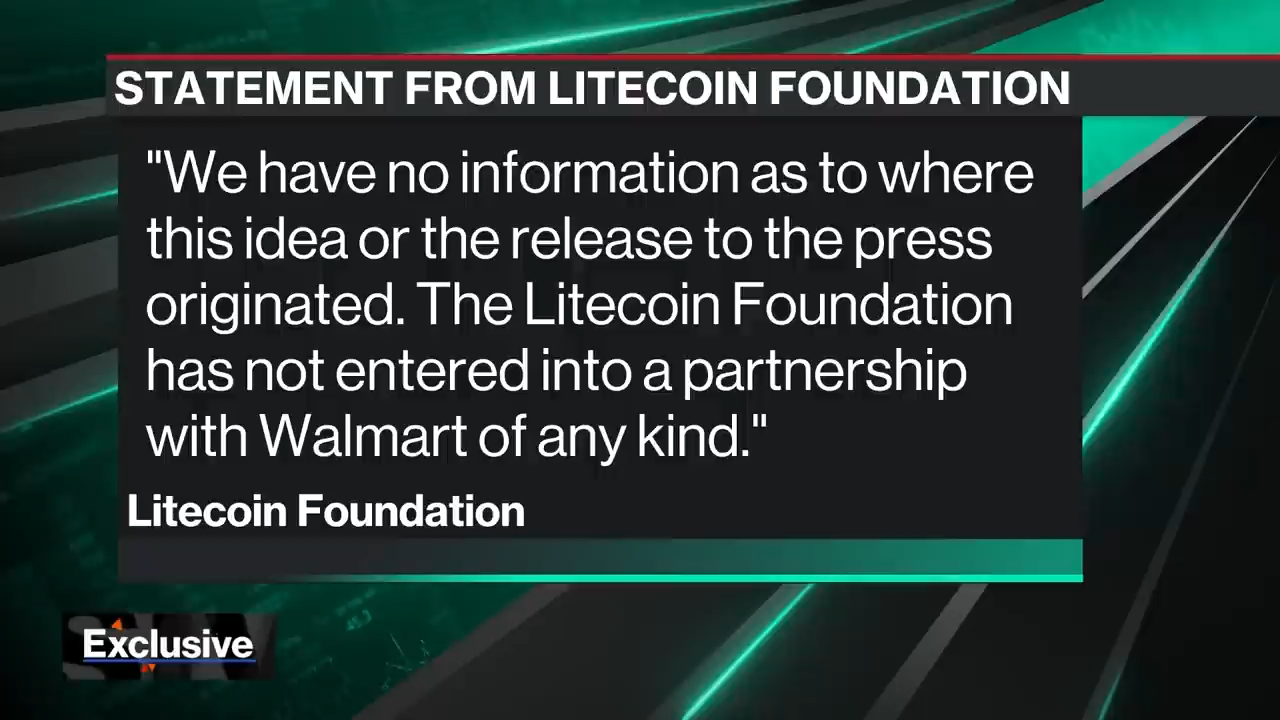 STATEMENT FROM LITECOIN FOUNDATION
"We have no information as to where
this idea or the release to the press
originated. The Litecoin Foundation
has not entered into a partnership
with Walmart of any kind."
Litecoin Foundation
Exclusive